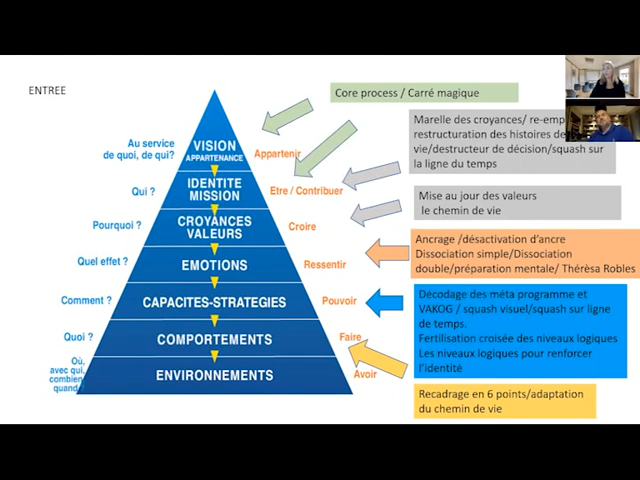 ENTREE
Au service
de quoi, de qui?
VISION
APPARTENANCE
Appartenir
Qui ?
IDENTITE
MISSION
Etre / Contribuer
Pourquoi ?
CROYANCES
VALEURS
Croire
Quel effet ?
EMOTIONS
Ressentir
Comment ?
CAPACITES-STRATEGIES
Pouvoir
Quoi ?
COMPORTEMENTS
Faire
Où,
avec qui,
combien
quand
ENVIRONNEMENTS
Avoir
Core process / Carré magique
Marelle des croyances/ re-emp
restructuration des histoires de
vie/destructeur de décision/squash sur
la ligne du temps
Mise au jour des valeurs
le chemin de vie
Ancrage /désactivation d'ancre
Dissociation simple/Dissociation
double/préparation mentale/ Thérèsa Robles
Décodage des méta programme et
VAKOG / squash visuel/squash sur ligne
de temps.
Fertilisation croisée des niveaux logiques
Les niveaux logiques pour renforcer
l'identité
Recadrage en 6 points/adaptation
du chemin de vie